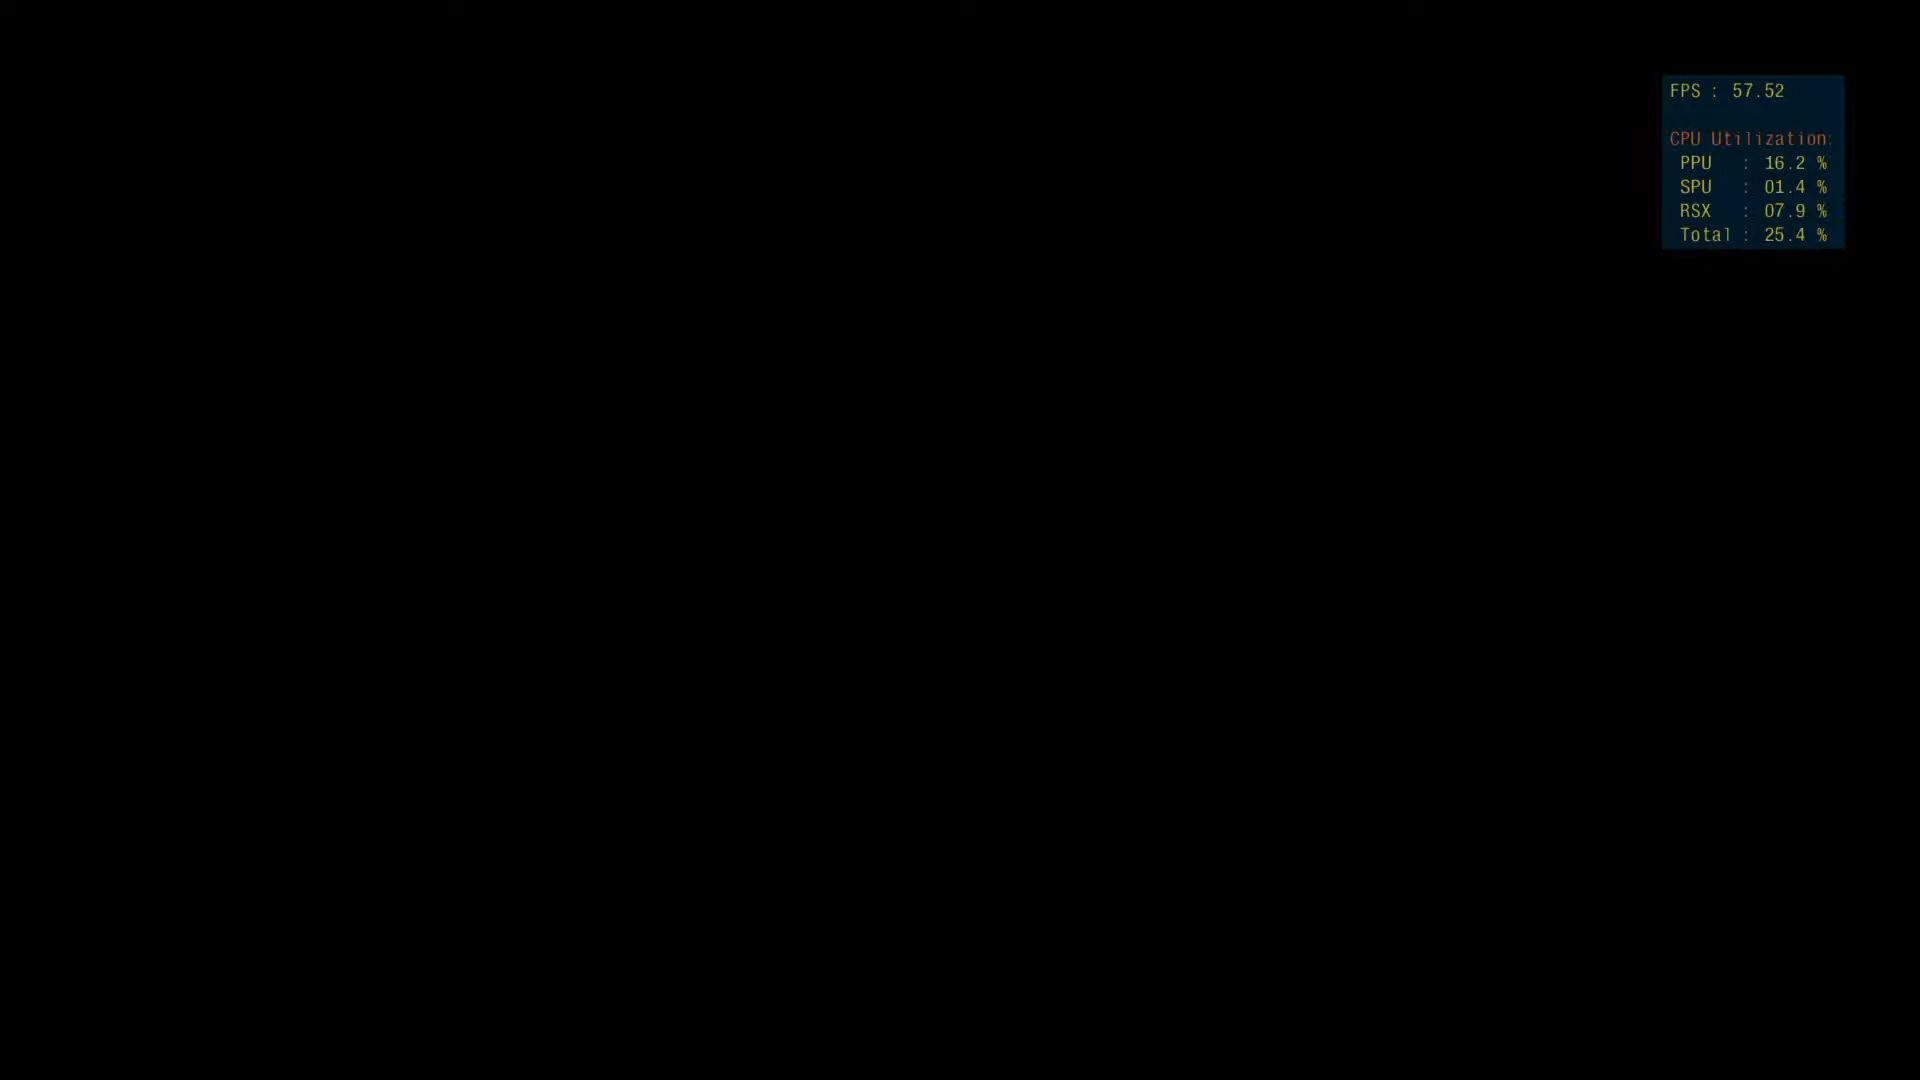 FPS : 57.52
CPU Utilization:
PPU : 16.2 %
SPU : 01.4 %
RSX : 07.9 %
Total : 25.4 %